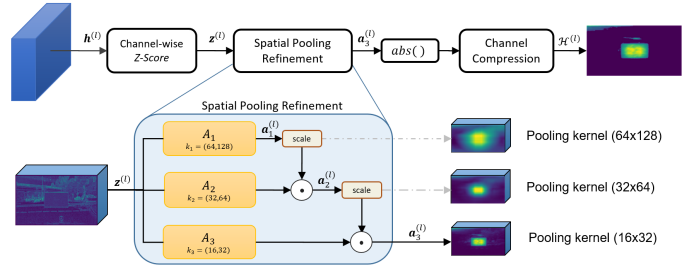 h^(l)
Channel-wise
Z-Score
z^(l)
Spatial Pooling
Refinement
a_3^(l)
abs()
Channel
Compression
ℋ^(l)
Spatial Pooling Refinement
A_1
k_1 = (64,128)
a_1^(l)
scale
Pooling kernel (64x128)
z^(l)
A_2
k_2 = (32,64)
a_2^(l)
scale
Pooling kernel (32x64)
A_3
k_3 = (16,32)
a_3^(l)
Pooling kernel (16x32)